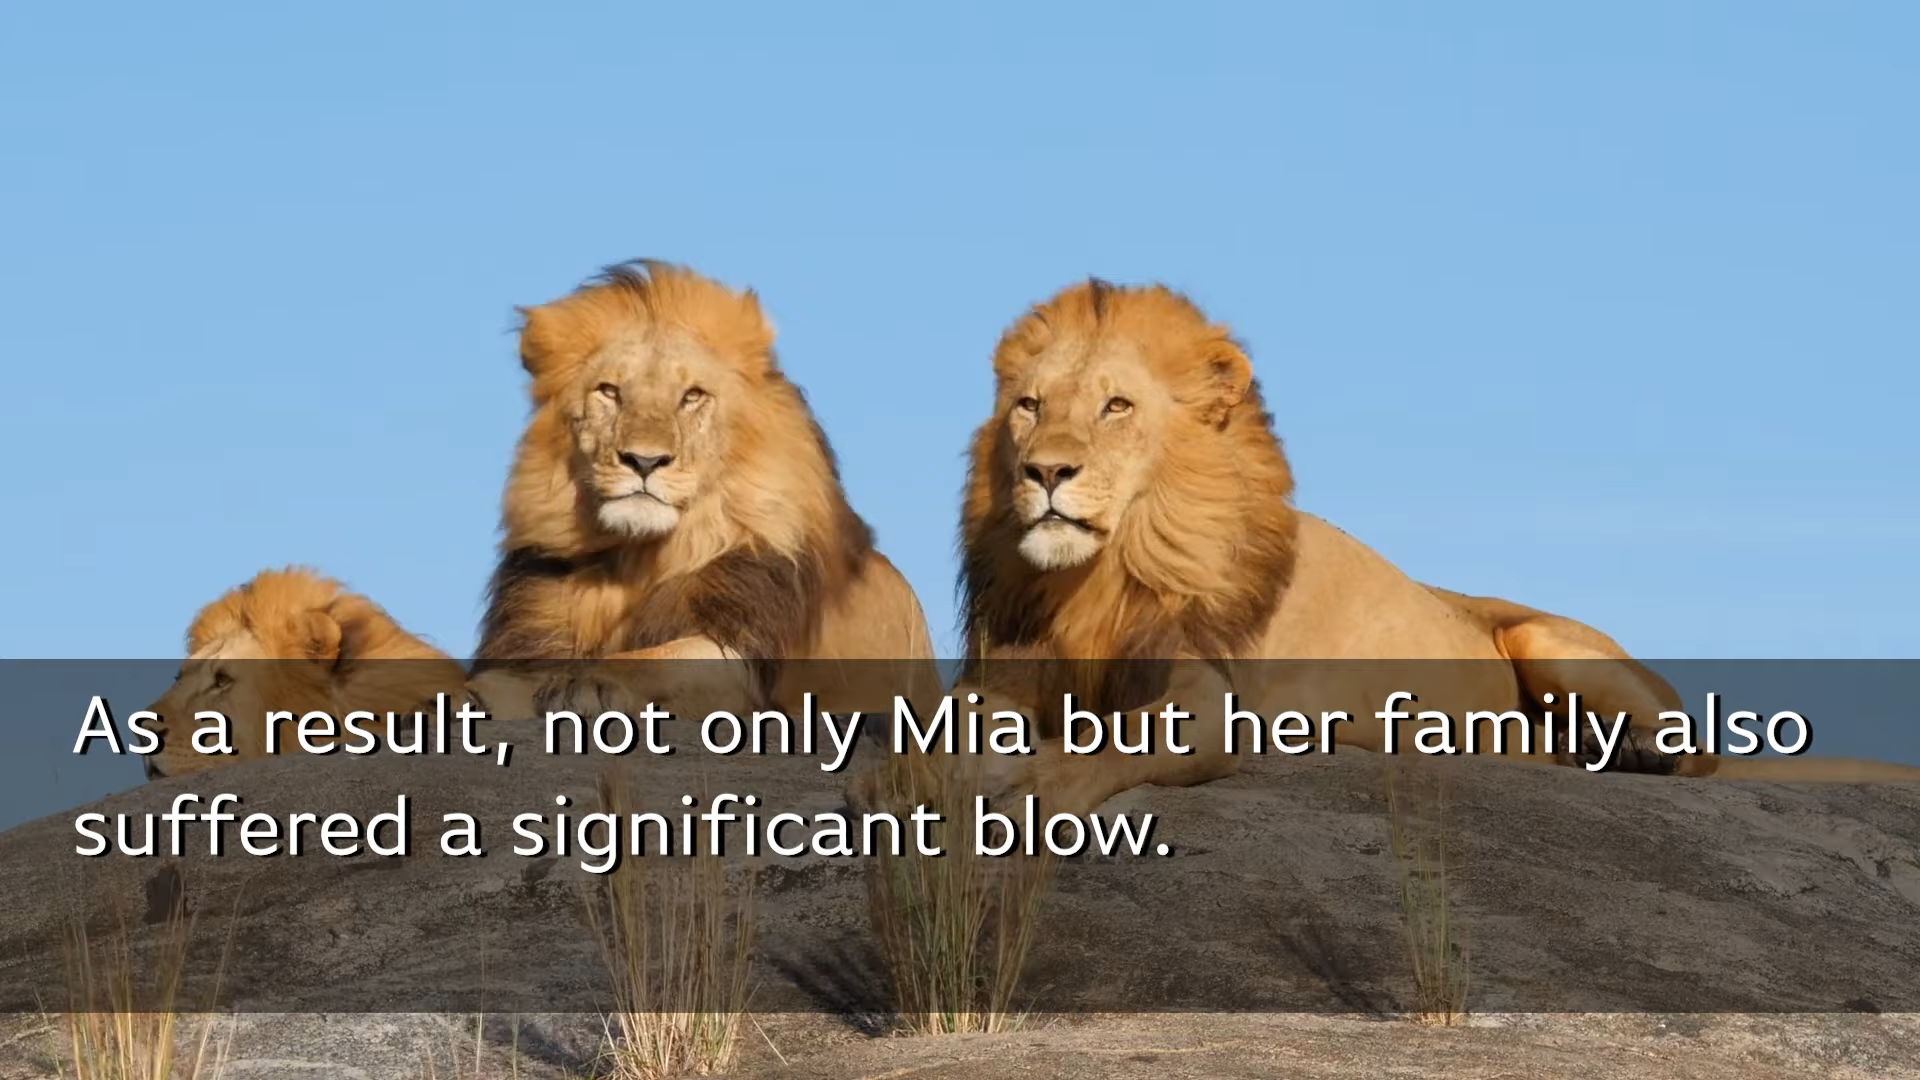 As a result, not only Mia but her family also
suffered a significant blow.